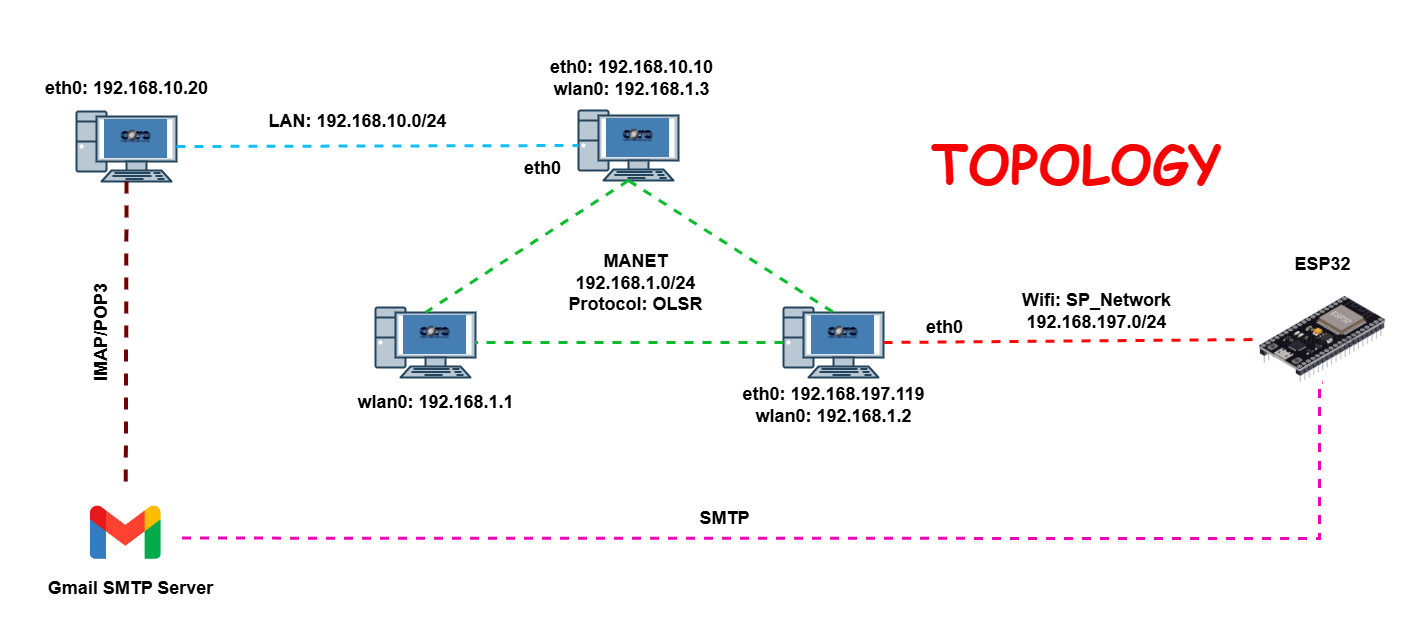 eth0: 192.168.10.10
wlan0: 192.168.1.3
eth0: 192.168.10.20
LAN: 192.168.10.0/24
eth0
TOPOLOGY
MANET
192.168.1.0/24
Protocol: OLSR
ESP32
Wifi: SP_Network
192.168.197.0/24
eth0
IMAP/POP3
wlan0: 192.168.1.1
eth0: 192.168.197.119
wlan0: 192.168.1.2
SMTP
Gmail SMTP Server